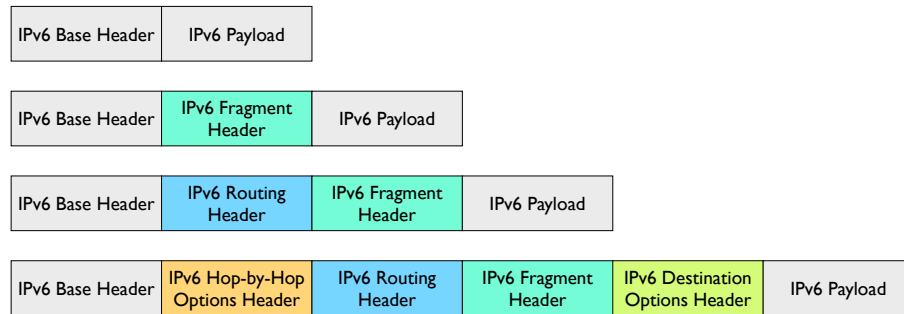 IPv6 Base Header IPv6 Payload
IPv6 Base Header IPv6 Fragment Header IPv6 Payload
IPv6 Base Header IPv6 Routing Header IPv6 Fragment Header IPv6 Payload
IPv6 Base Header IPv6 Hop-by-Hop Options Header IPv6 Routing Header IPv6 Fragment Header IPv6 Destination Options Header IPv6 Payload